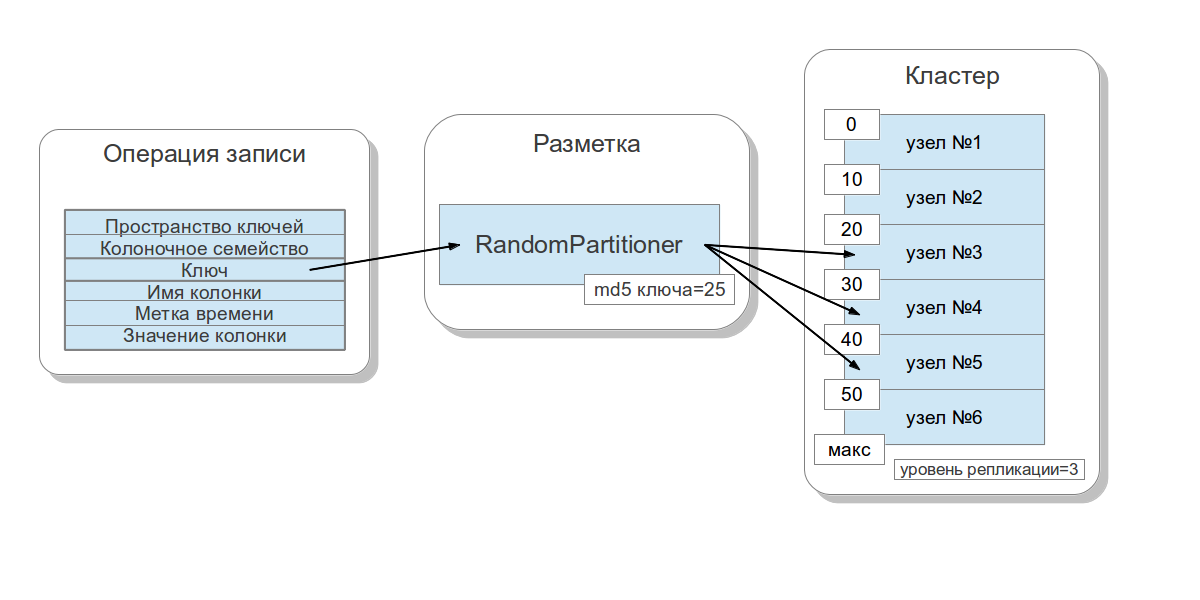 Операция записи
Пространство ключей
Колоночное семейство
Ключ
Имя колонки
Метка времени
Значение колонки
Разметка
RandomPartitioner
md5 ключа=25
Кластер
0
узел №1
10
узел №2
20
узел №3
30
узел №4
40
узел №5
50
узел №6
макс
уровень репликации=3